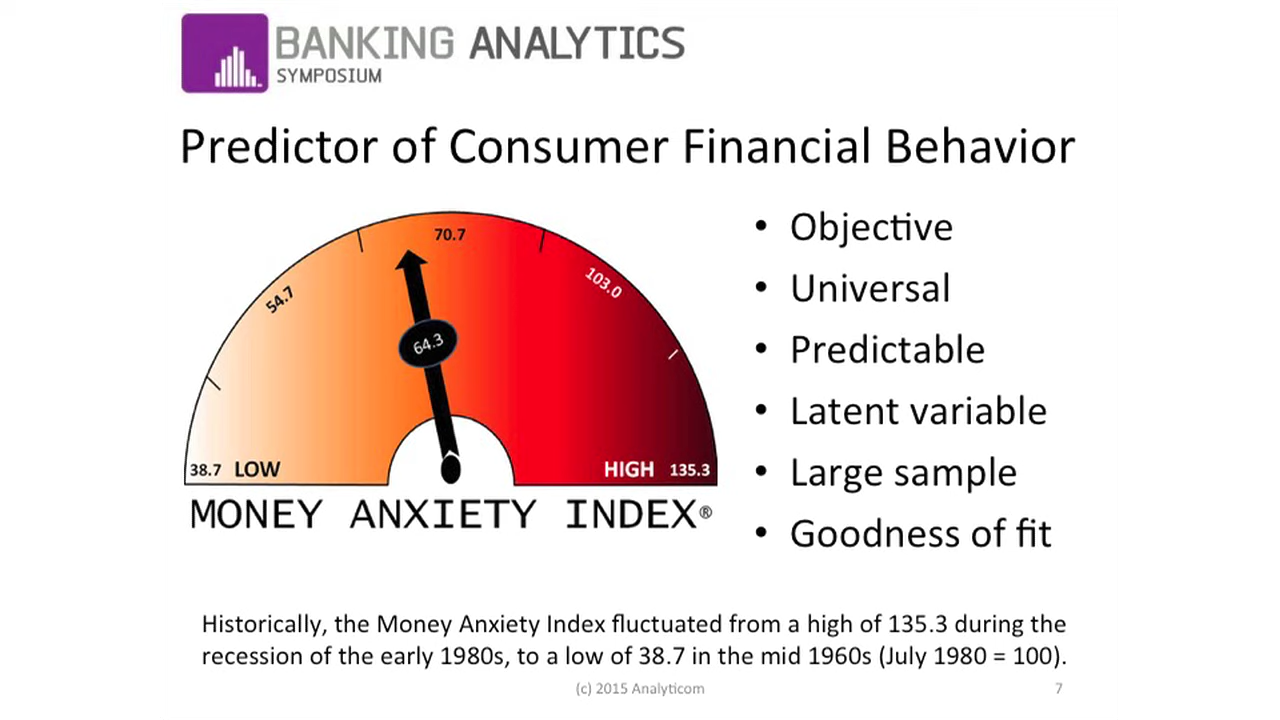 BANKING ANALYTICS
SYMPOSIUM
Predictor of Consumer Financial Behavior
70.7
54.7
103.0
64.3
38.7 LOW
HIGH 135.3
MONEY ANXIETY INDEX®
• Objective
• Universal
• Predictable
• Latent variable
• Large sample
• Goodness of fit
Historically, the Money Anxiety Index fluctuated from a high of 135.3 during the
recession of the early 1980s, to a low of 38.7 in the mid 1960s (July 1980 = 100).
(c) 2015 Analyticom
7